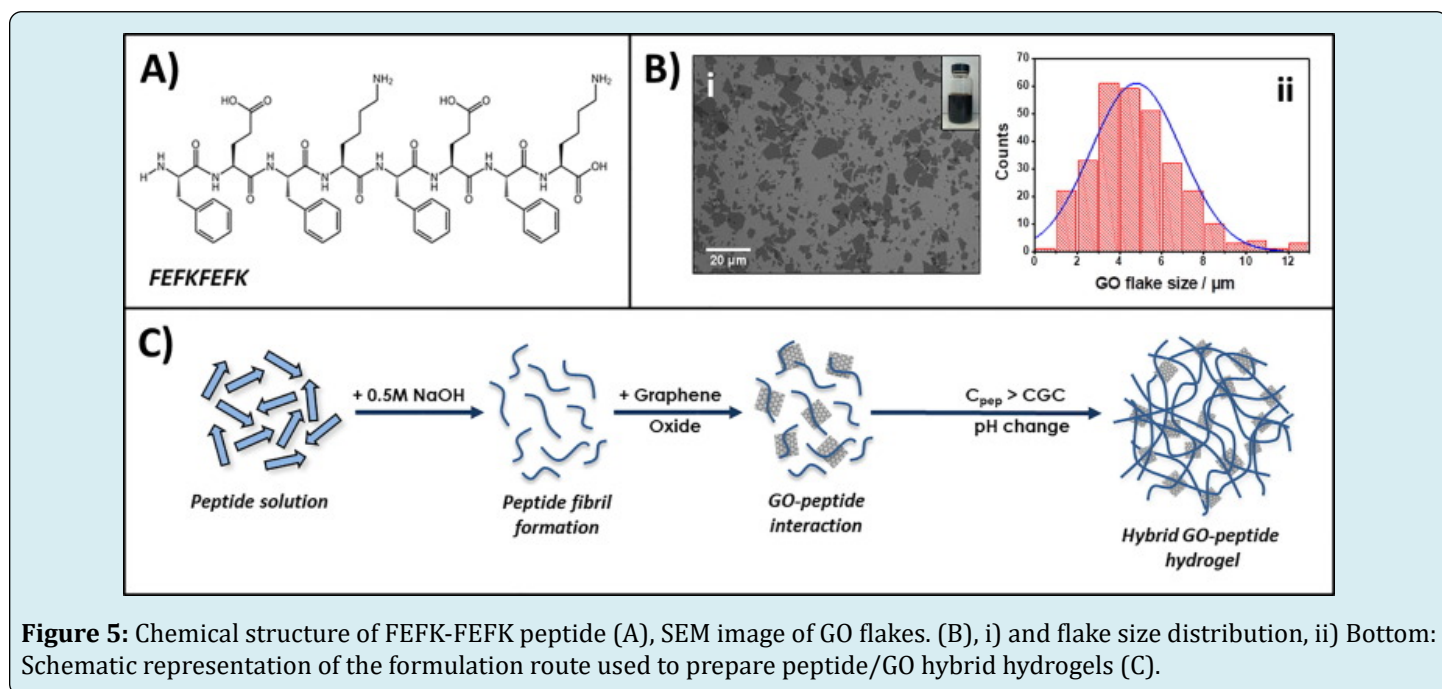 A)
HO
O
NH₂
HO
O
NH₂
H
N
H
O
H
N
O
N
H
O
H
N
O
N
H
O
H
N
O
N
H
O
H
N
O
OH
FEFKFEFK
B)
i
20 µm
ii
70
60
50
40
30
20
10
0
Counts
0 2 4 6 8 10 12
GO flake size / µm
C)
+ 0.5M NaOH
+ Graphene
Oxide
C_pep > CGC
pH change
Peptide solution
Peptide fibril
formation
GO-peptide
interaction
Hybrid GO-peptide
hydrogel
Figure 5: Chemical structure of FEFK-FEFK peptide (A), SEM image of GO flakes. (B), i) and flake size distribution, ii) Bottom:
Schematic representation of the formulation route used to prepare peptide/GO hybrid hydrogels (C).